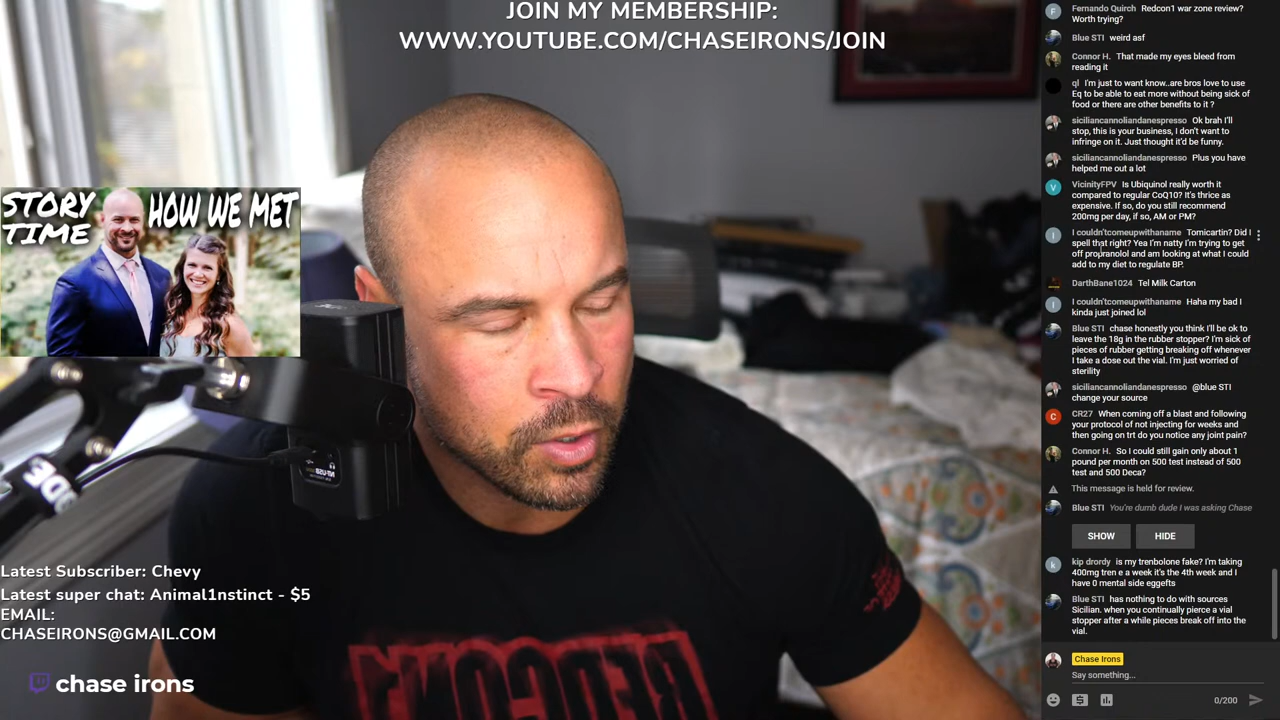 JOIN MY MEMBERSHIP:
WWW.YOUTUBE.COM/CHASEIRONS/JOIN
STORY TIME
HOW WE MET
Latest Subscriber: Chevy
Latest super chat: Animal1nstinct - $5
EMAIL:
CHASEIRONS@GMAIL.COM
chase irons
REDCON
NT-USB
Fernando Quirch Redcon1 war zone review?
Worth trying?
Blue STI weird asf
Connor H. That made my eyes bleed from
reading it
ql I'm just to want know..are bros love to use
Eq to be able to eat more without being sick of
food or there are other benefits to it ?
siciliancannoliandanespresso Ok brah I'll
stop, this is your business, I don't want to
infringe on it. Just thought it'd be funny.
siciliancannoliandanespresso Plus you have
helped me out a lot
VicinityFPV Is Ubiquinol really worth it
compared to regular CoQ10? It's thrice as
expensive. If so, do you still recommend
200mg per day, if so, AM or PM?
I couldn'tcomeupwithaname Tomicartin? Did I
spell that right? Yea I'm natty I'm trying to get
off propranolol and am looking at what I could
add to my diet to regulate BP.
DarthBane1024 Tel Milk Carton
I couldn'tcomeupwithaname Haha my bad I
kinda just joined lol
Blue STI chase honestly you think I'll be ok to
leave the 18g in the rubber stopper? I'm sick of
pieces of rubber getting breaking off whenever
I take a dose out the vial. I'm just worried of
sterility
siciliancannoliandanespresso @blue STI
change your source
CR27 When coming off a blast and following
your protocol of not injecting for weeks and
then going on trt do you notice any joint pain?
Connor H. So I could still gain only about 1
pound per month on 500 test instead of 500
test and 500 Deca?
This message is held for review.
Blue STI You're dumb dude I was asking Chase
SHOW HIDE
kip drordy is my trenbolone fake? I'm taking
400mg tren e a week it's the 4th week and I
have 0 mental side eggefts
Blue STI has nothing to do with sources
Sicilian. when you continually pierce a vial
stopper after a while pieces break off into the
vial.
Chase Irons
Say something...
0/200